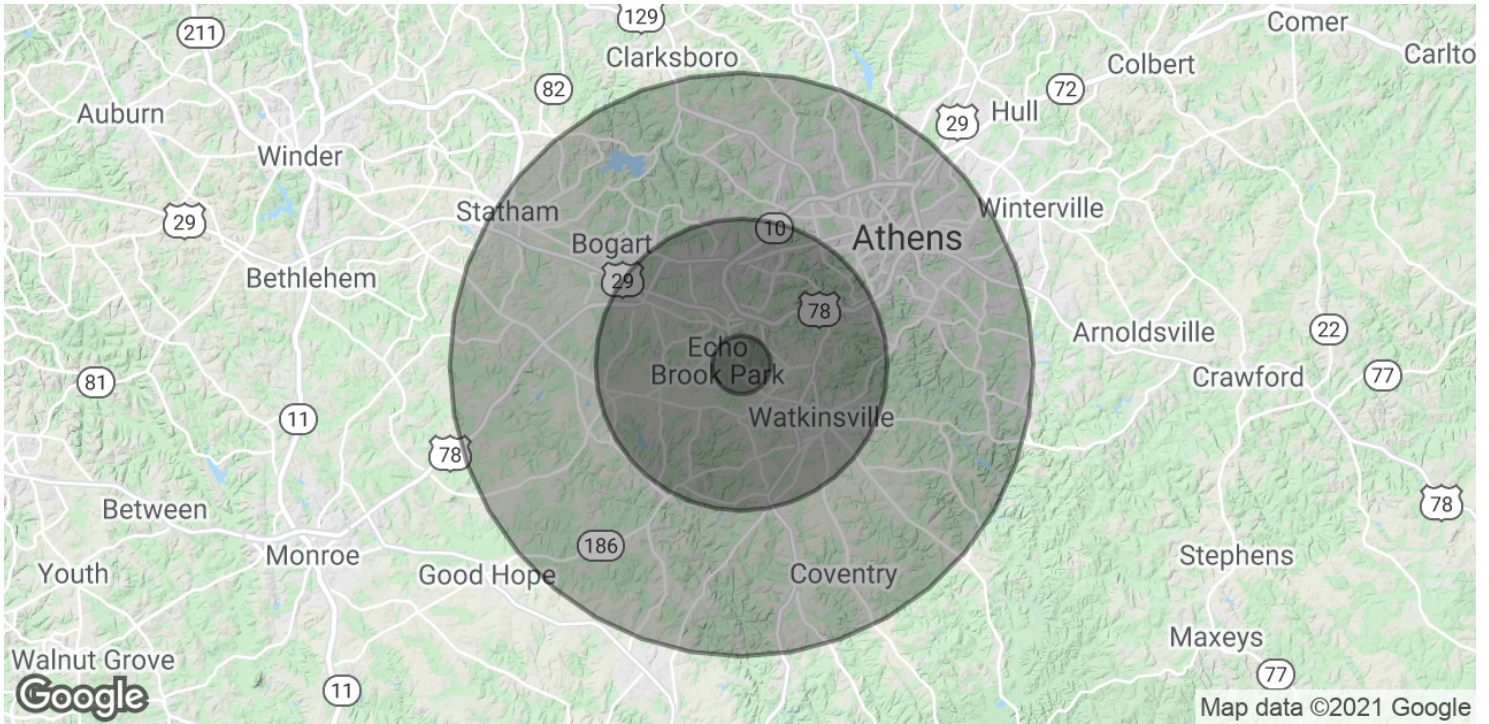 129
Comer
211
Clarksboro
Carlto
Colbert
82
72
Auburn
Hull
29
Winder
Statham
Winterville
29
10
Bogart
Athens
Bethlehem
29
78
22
Arnoldsville
Echo
Brook Park
81
Crawford
77
11
Watkinsville
78
Between
78
186
Monroe
Stephens
Youth
Good Hope
Coventry
Maxeys
Walnut Grove
77
11
Google
Map data ©2021 Google